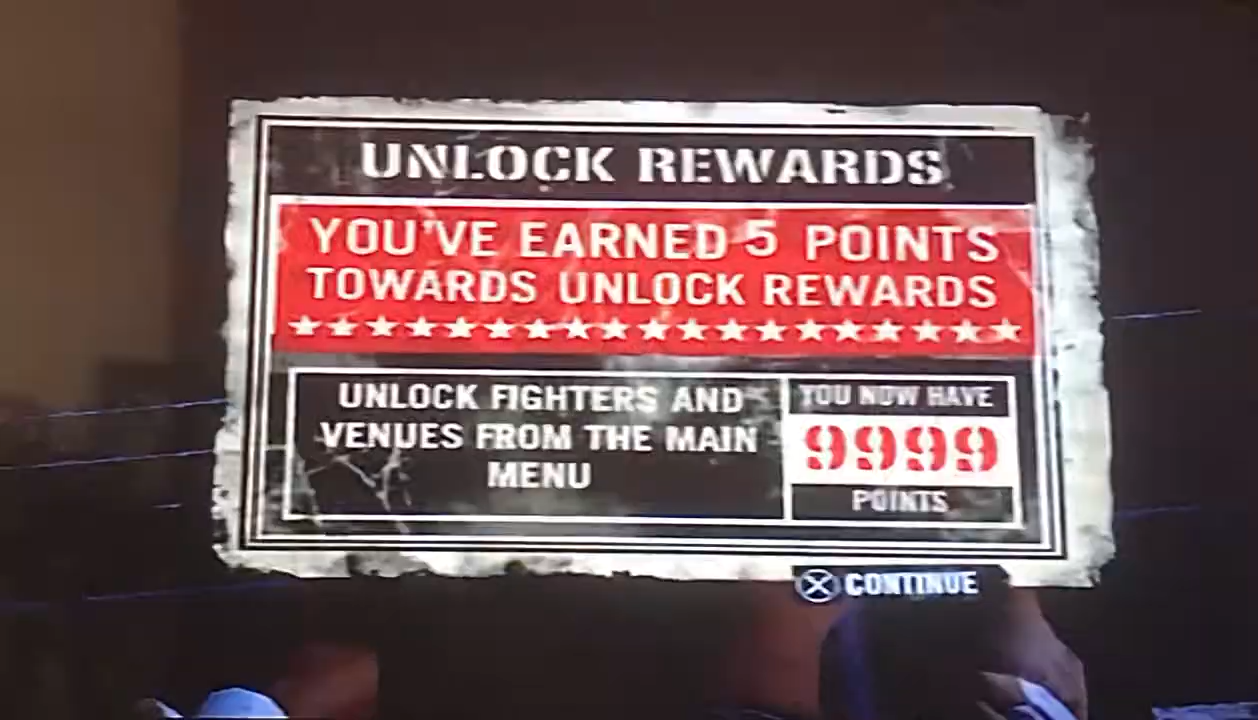 UNLOCK REWARDS
YOU'VE EARNED 5 POINTS
TOWARDS UNLOCK REWARDS
UNLOCK FIGHTERS AND
VENUES FROM THE MAIN
MENU
YOU NOW HAVE
9999
POINTS
CONTINUE